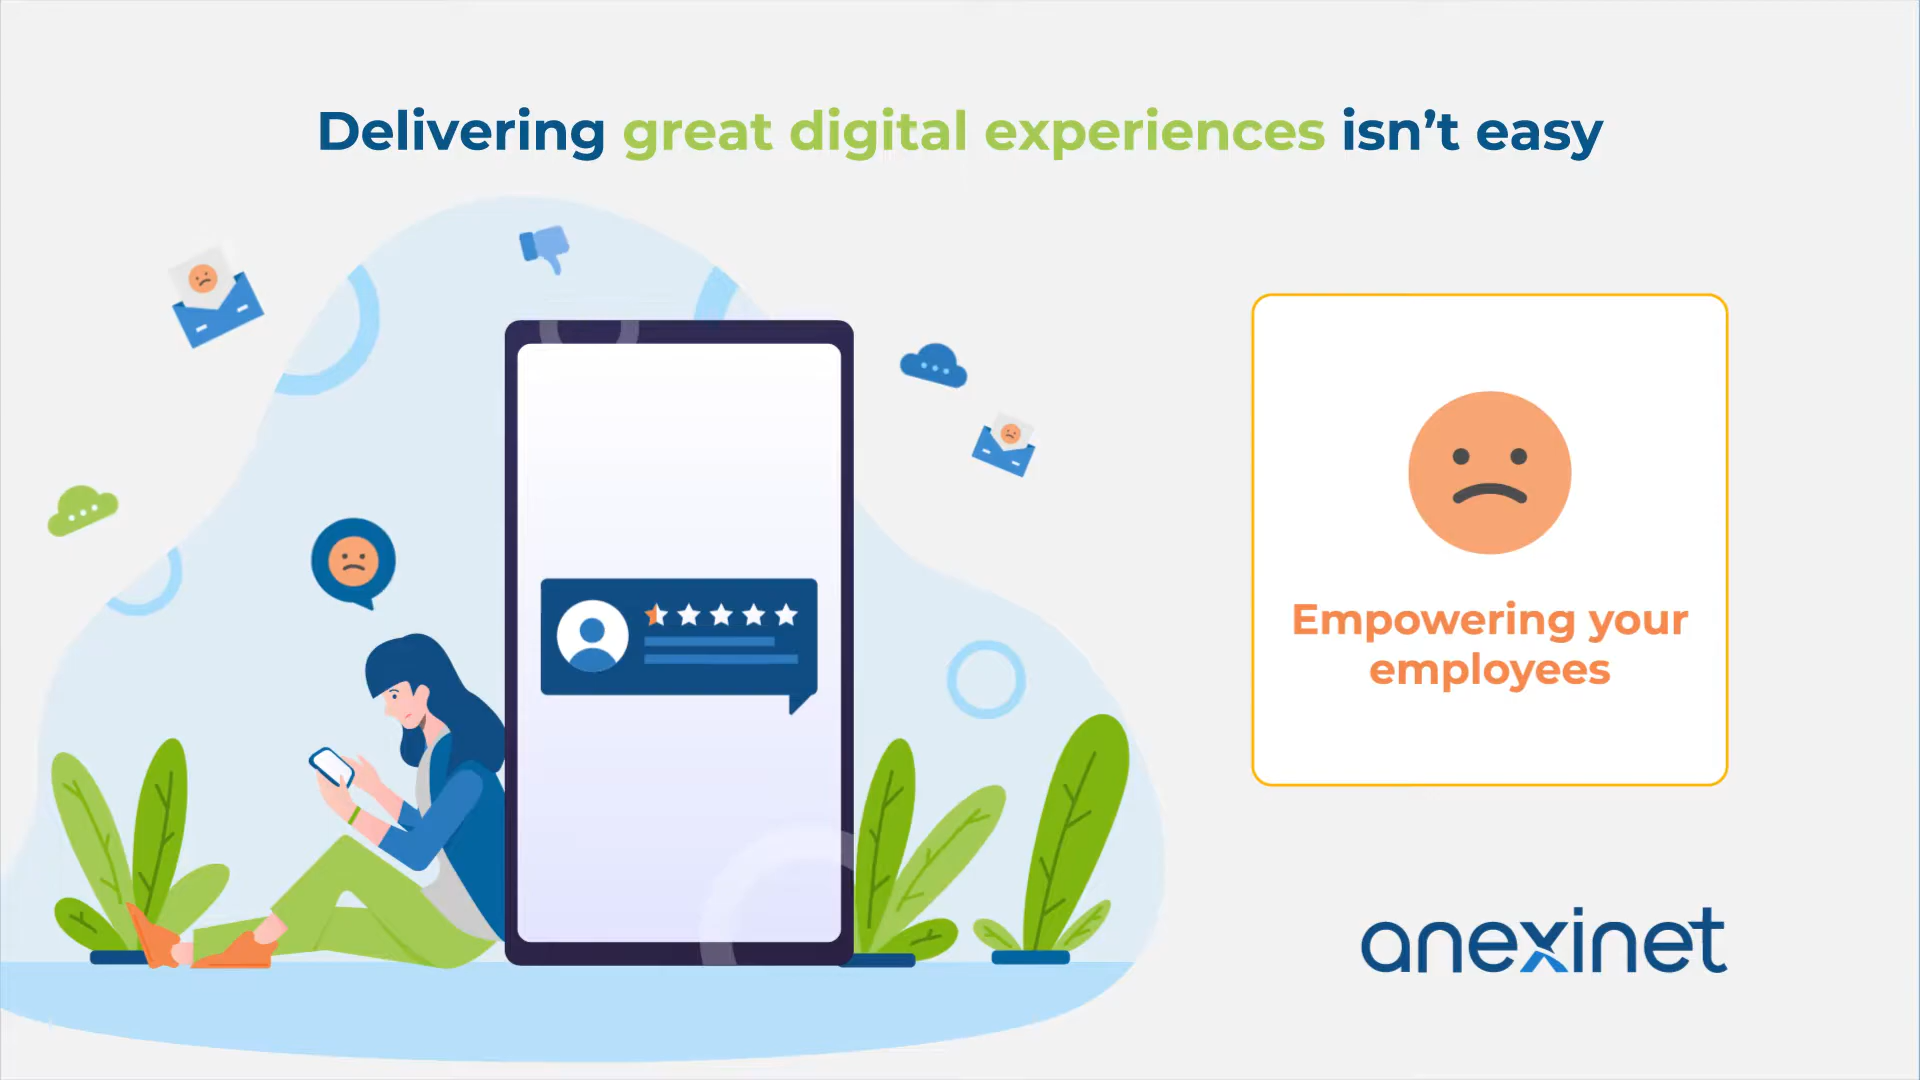 Delivering great digital experiences isn’t easy
Empowering your
employees
anexinet